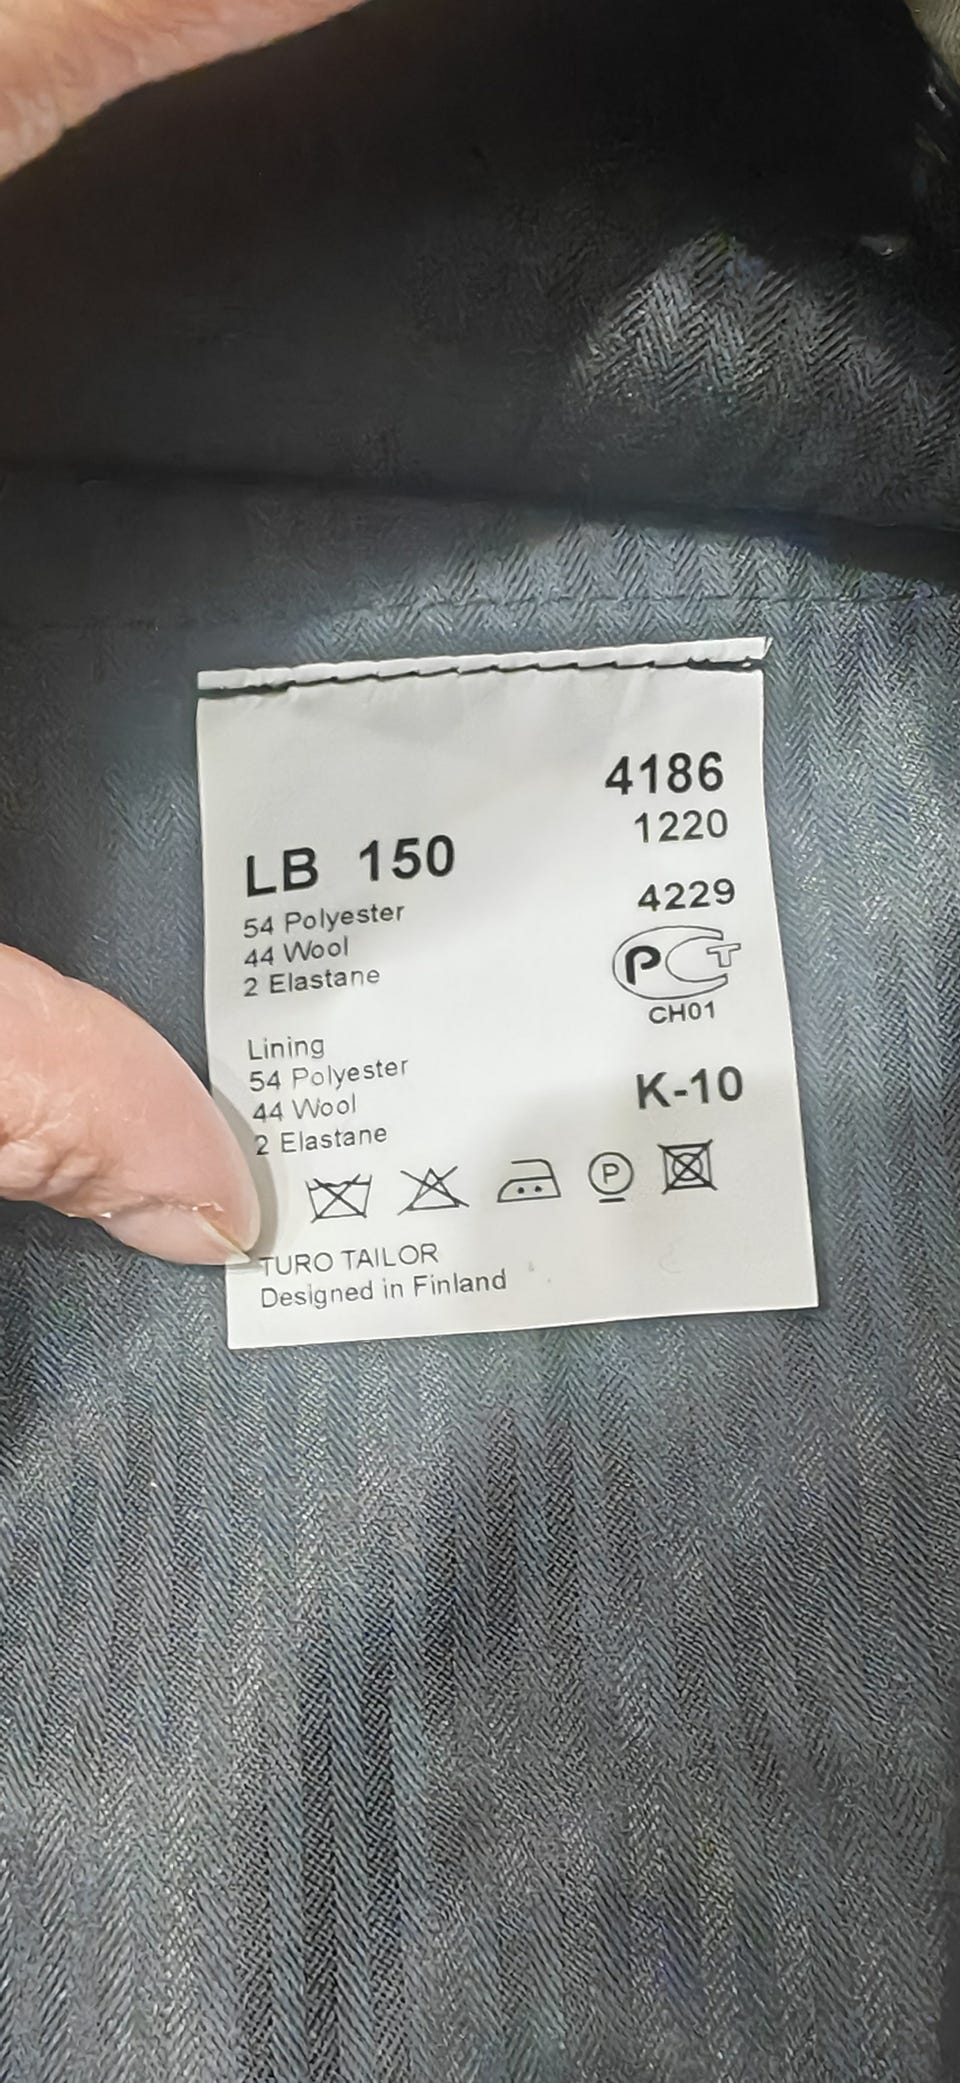 4186
1220
LB 150
54 Polyester
44 Wool
2 Elastane
4229
РСТ
CH01
Lining
54 Polyester
44 Wool
2 Elastane
K-10
P
TURO TAILOR
Designed in Finland